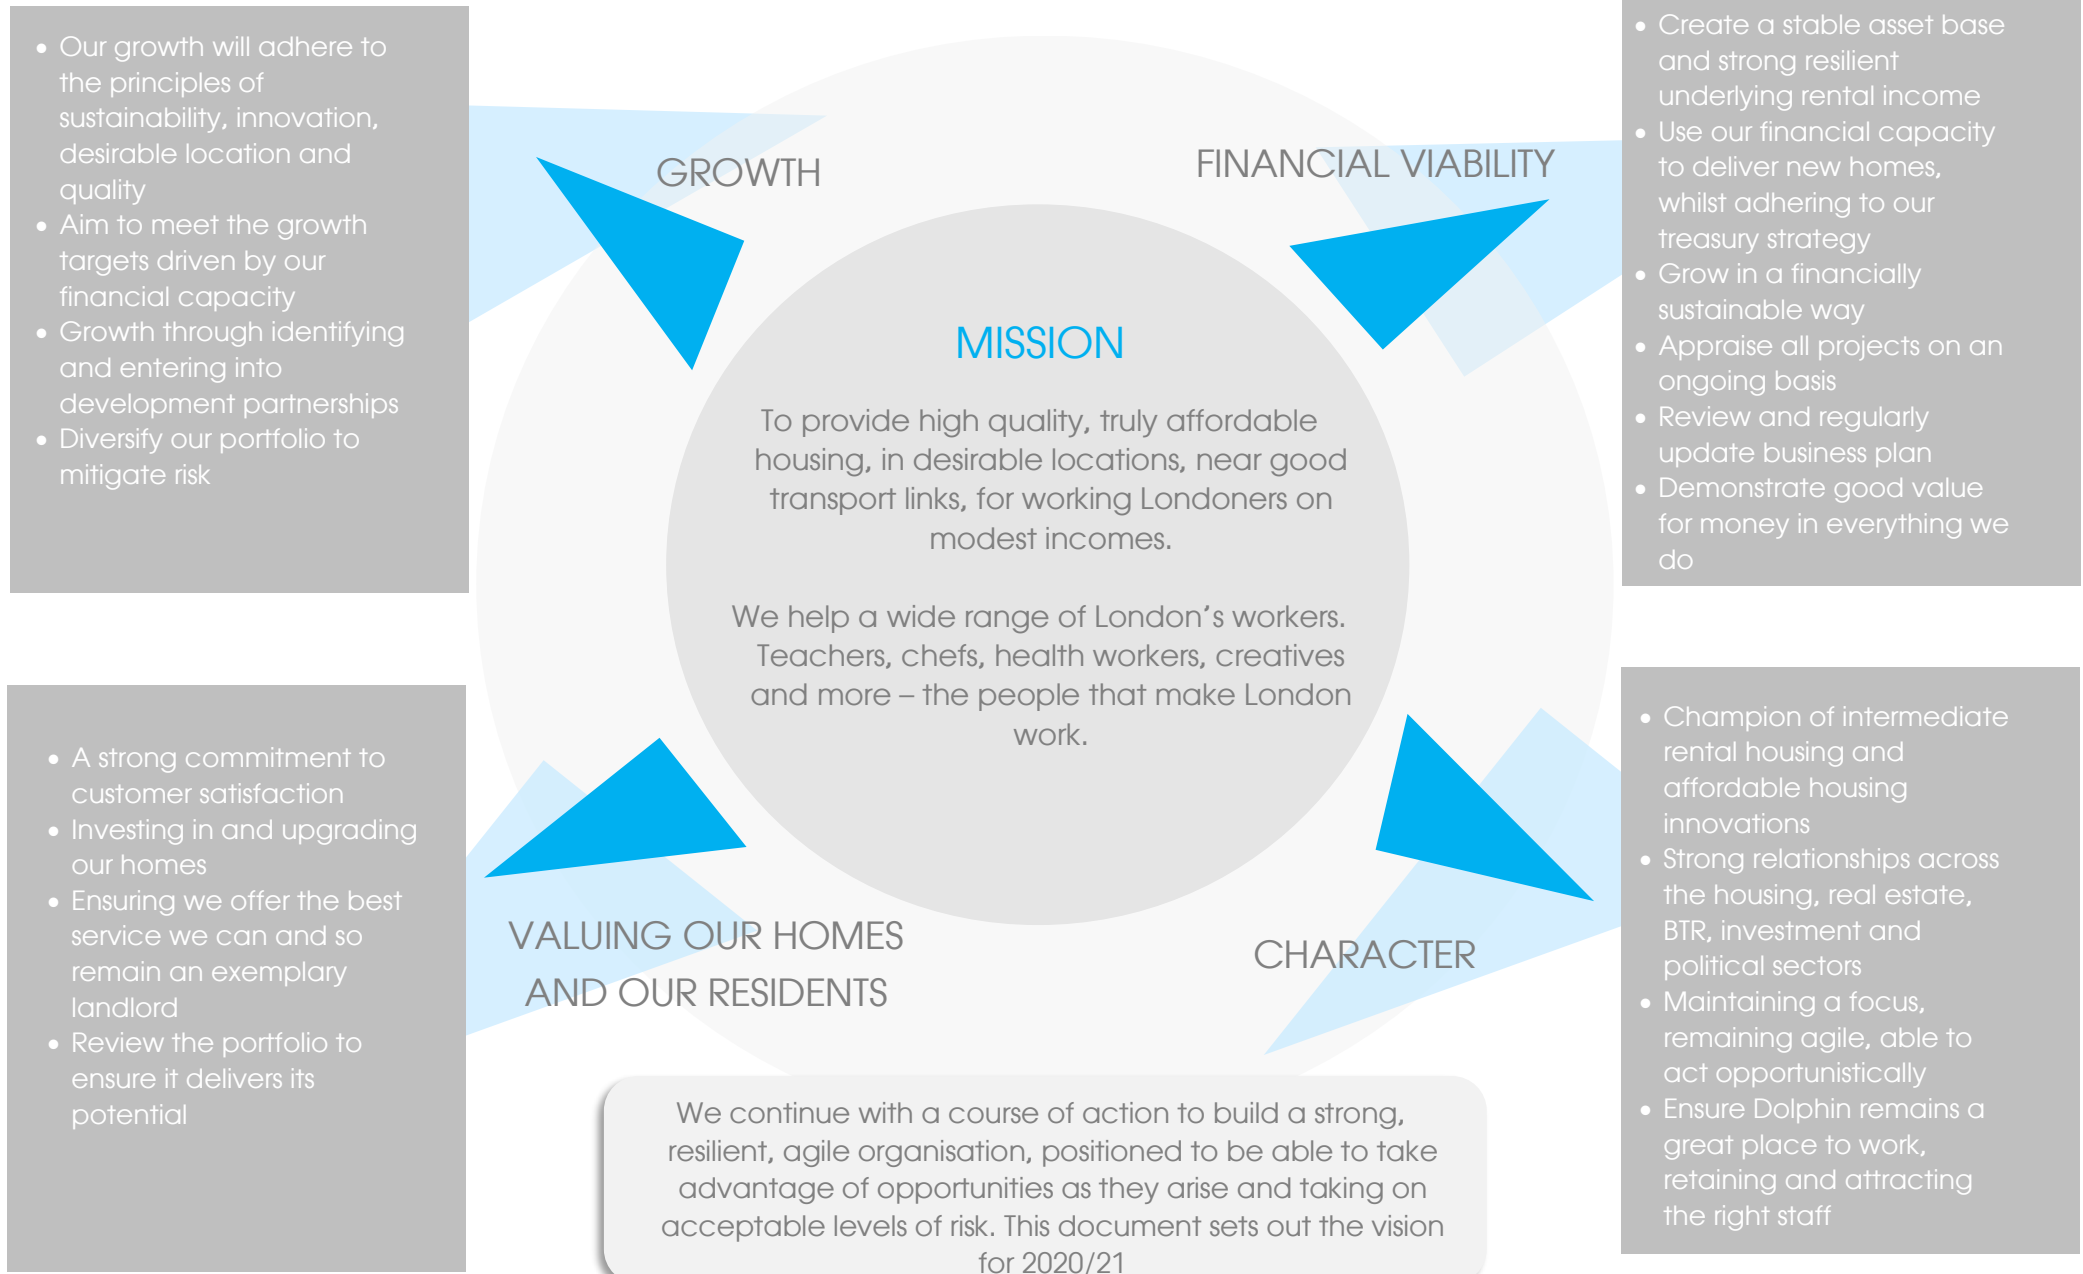 • Our growth will adhere to
the principles of
sustainability, innovation,
desirable location and
quality
• Aim to meet the growth
targets driven by our
financial capacity
• Growth through identifying
and entering into
development partnerships
• Diversify our portfolio to
mitigate risk
GROWTH
FINANCIAL VIABILITY
• Create a stable asset base
and strong resilient
underlying rental income
• Use our financial capacity
to deliver new homes,
whilst adhering to our
treasury strategy
• Grow in a financially
sustainable way
• Appraise all projects on an
ongoing basis
• Review and regularly
update business plan
• Demonstrate good value
for money in everything we
do
MISSION
To provide high quality, truly affordable
housing, in desirable locations, near good
transport links, for working Londoners on
modest incomes.
We help a wide range of London's workers.
Teachers, chefs, health workers, creatives
and more – the people that make London
work.
• A strong commitment to
customer satisfaction
• Investing in and upgrading
our homes
• Ensuring we offer the best
service we can and so
remain an exemplary
landlord
• Review the portfolio to
ensure it delivers its
potential
VALUING OUR HOMES
AND OUR RESIDENTS
CHARACTER
• Champion of intermediate
rental housing and
affordable housing
innovations
• Strong relationships across
the housing, real estate,
BTR, investment and
political sectors
• Maintaining a focus,
remaining agile, able to
act opportunistically
• Ensure Dolphin remains a
great place to work,
retaining and attracting
the right staff
We continue with a course of action to build a strong,
resilient, agile organisation, positioned to be able to take
advantage of opportunities as they arise and taking on
acceptable levels of risk. This document sets out the vision
for 2020/21